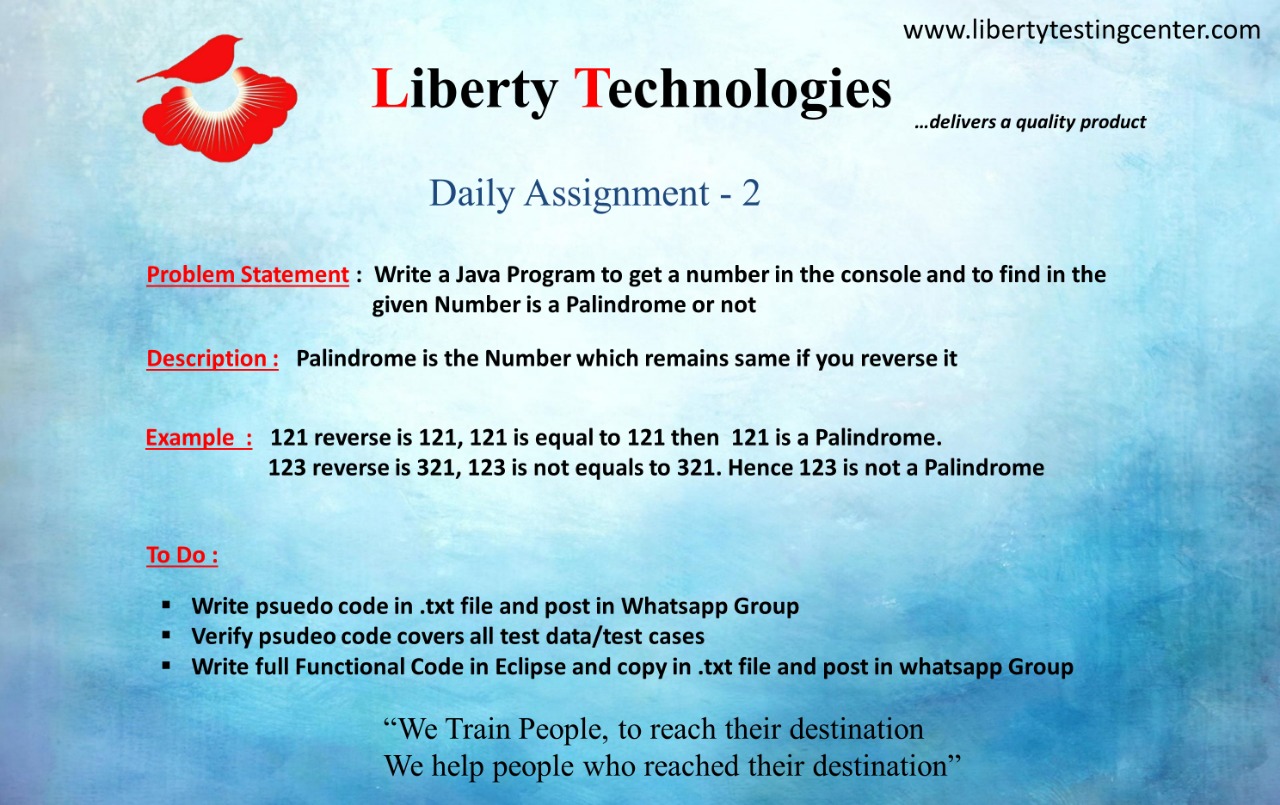 www.libertytestingcenter.com
Liberty Technologies
...delivers a quality product
Daily Assignment - 2
Problem Statement : Write a Java Program to get a number in the console and to find in the
given Number is a Palindrome or not
Description : Palindrome is the Number which remains same if you reverse it
Example : 121 reverse is 121, 121 is equal to 121 then 121 is a Palindrome.
123 reverse is 321, 123 is not equals to 321. Hence 123 is not a Palindrome
To Do :
▪ Write psuedo code in .txt file and post in Whatsapp Group
▪ Verify psudeo code covers all test data/test cases
▪ Write full Functional Code in Eclipse and copy in .txt file and post in whatsapp Group
“We Train People, to reach their destination
We help people who reached their destination”